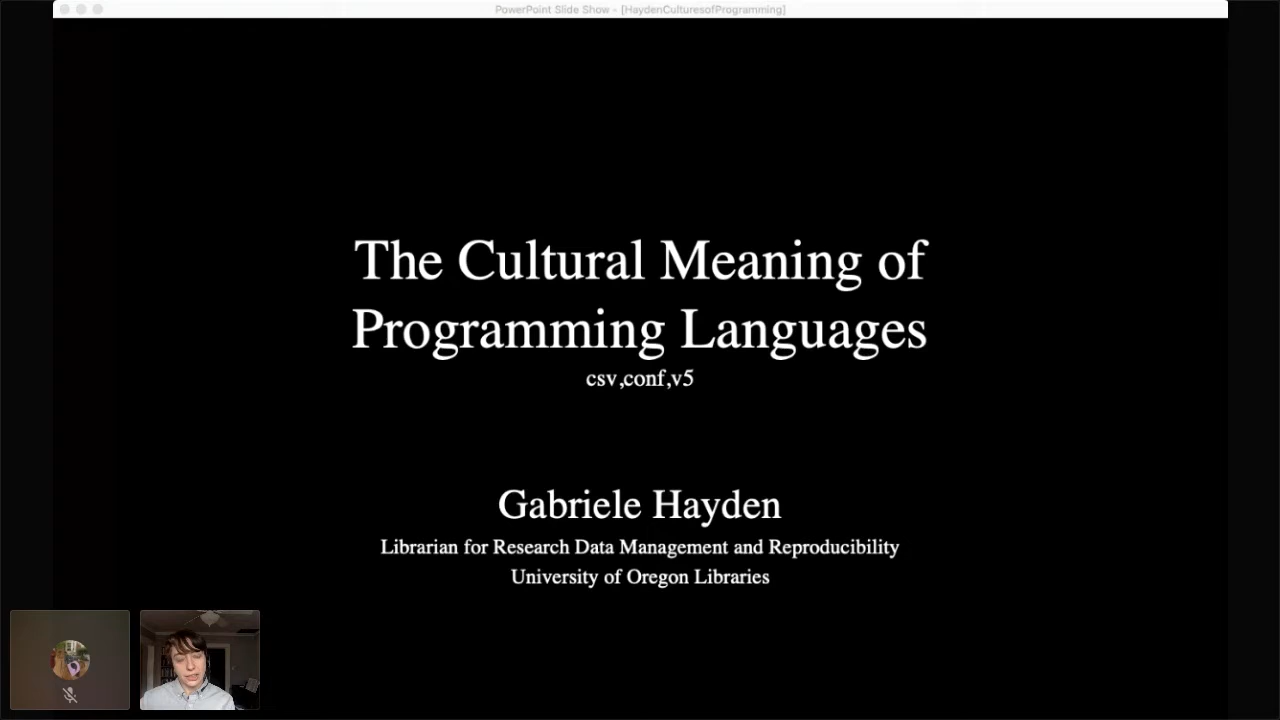 PowerPoint Slide Show - [HaydenCulturesofProgramming]
The Cultural Meaning of
Programming Languages
csv,conf,v5
Gabriele Hayden
Librarian for Research Data Management and Reproducibility
University of Oregon Libraries